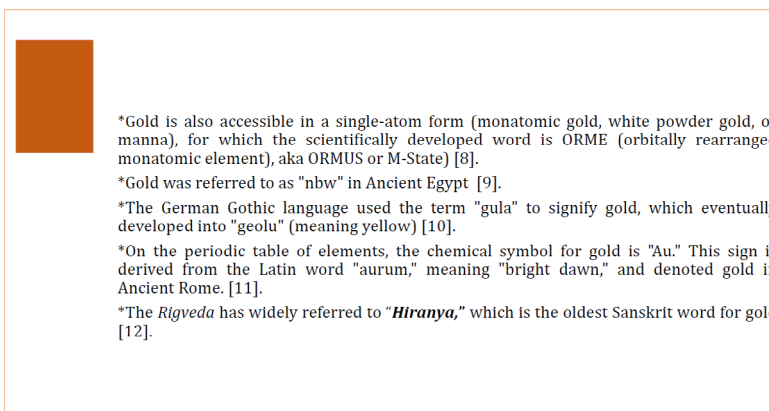 *Gold is also accessible in a single-atom form (monatomic gold, white powder gold, o
manna), for which the scientifically developed word is ORME (orbitally rearrange
monatomic element), aka ORMUS or M-State) [8].
*Gold was referred to as "nbw" in Ancient Egypt [9].
*The German Gothic language used the term "gula" to signify gold, which eventuall
developed into "geolu" (meaning yellow) [10].
*On the periodic table of elements, the chemical symbol for gold is "Au." This sign i
derived from the Latin word "aurum," meaning "bright dawn," and denoted gold i
Ancient Rome. [11].
*The Rigveda has widely referred to “Hiranya,” which is the oldest Sanskrit word for gol
[12].